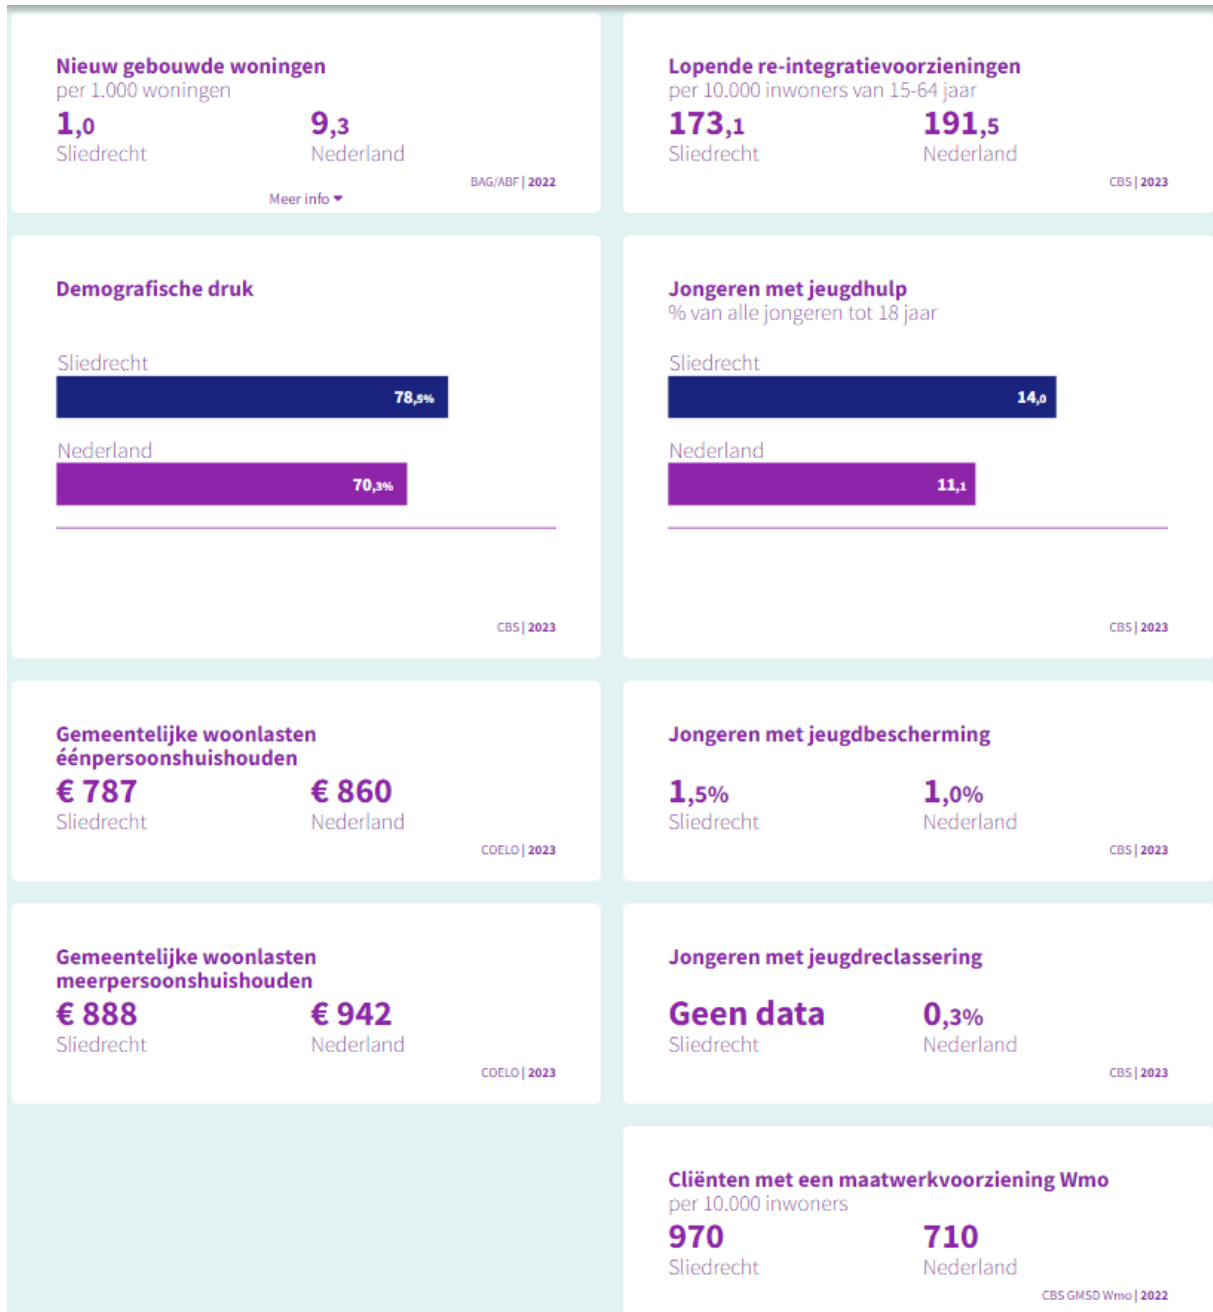 Nieuw gebouwde woningen
per 1.000 woningen
1,0 9,3
Sliedrecht Nederland
BAG/ABF | 2022
Meer info
Lopende re-integratievoorzieningen
per 10.000 inwoners van 15-64 jaar
173,1 191,5
Sliedrecht Nederland
CBS | 2023
Demografische druk
Sliedrecht
78,5%
Nederland
70,3%
CBS | 2023
Jongeren met jeugdhulp
% van alle jongeren tot 18 jaar
Sliedrecht
14,0
Nederland
11,1
CBS | 2023
Gemeentelijke woonlasten
éénpersoonshuishouden
€ 787 € 860
Sliedrecht Nederland
COELO | 2023
Jongeren met jeugdbescherming
1,5% 1,0%
Sliedrecht Nederland
CBS | 2023
Gemeentelijke woonlasten
meerpersoonshuishouden
€ 888 € 942
Sliedrecht Nederland
COELO | 2023
Jongeren met jeugdreclassering
Geen data 0,3%
Sliedrecht Nederland
CBS | 2023
Cliënten met een maatwerkvoorziening Wmo
per 10.000 inwoners
970 710
Sliedrecht Nederland
CBS GMSD Wmo | 2022